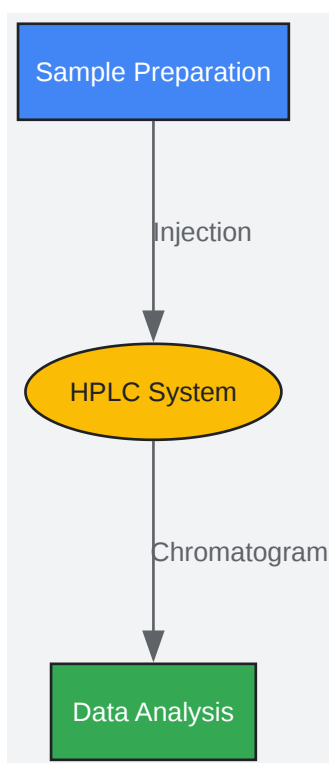 Sample Preparation
Injection
HPLC System
Chromatogram
Data Analysis